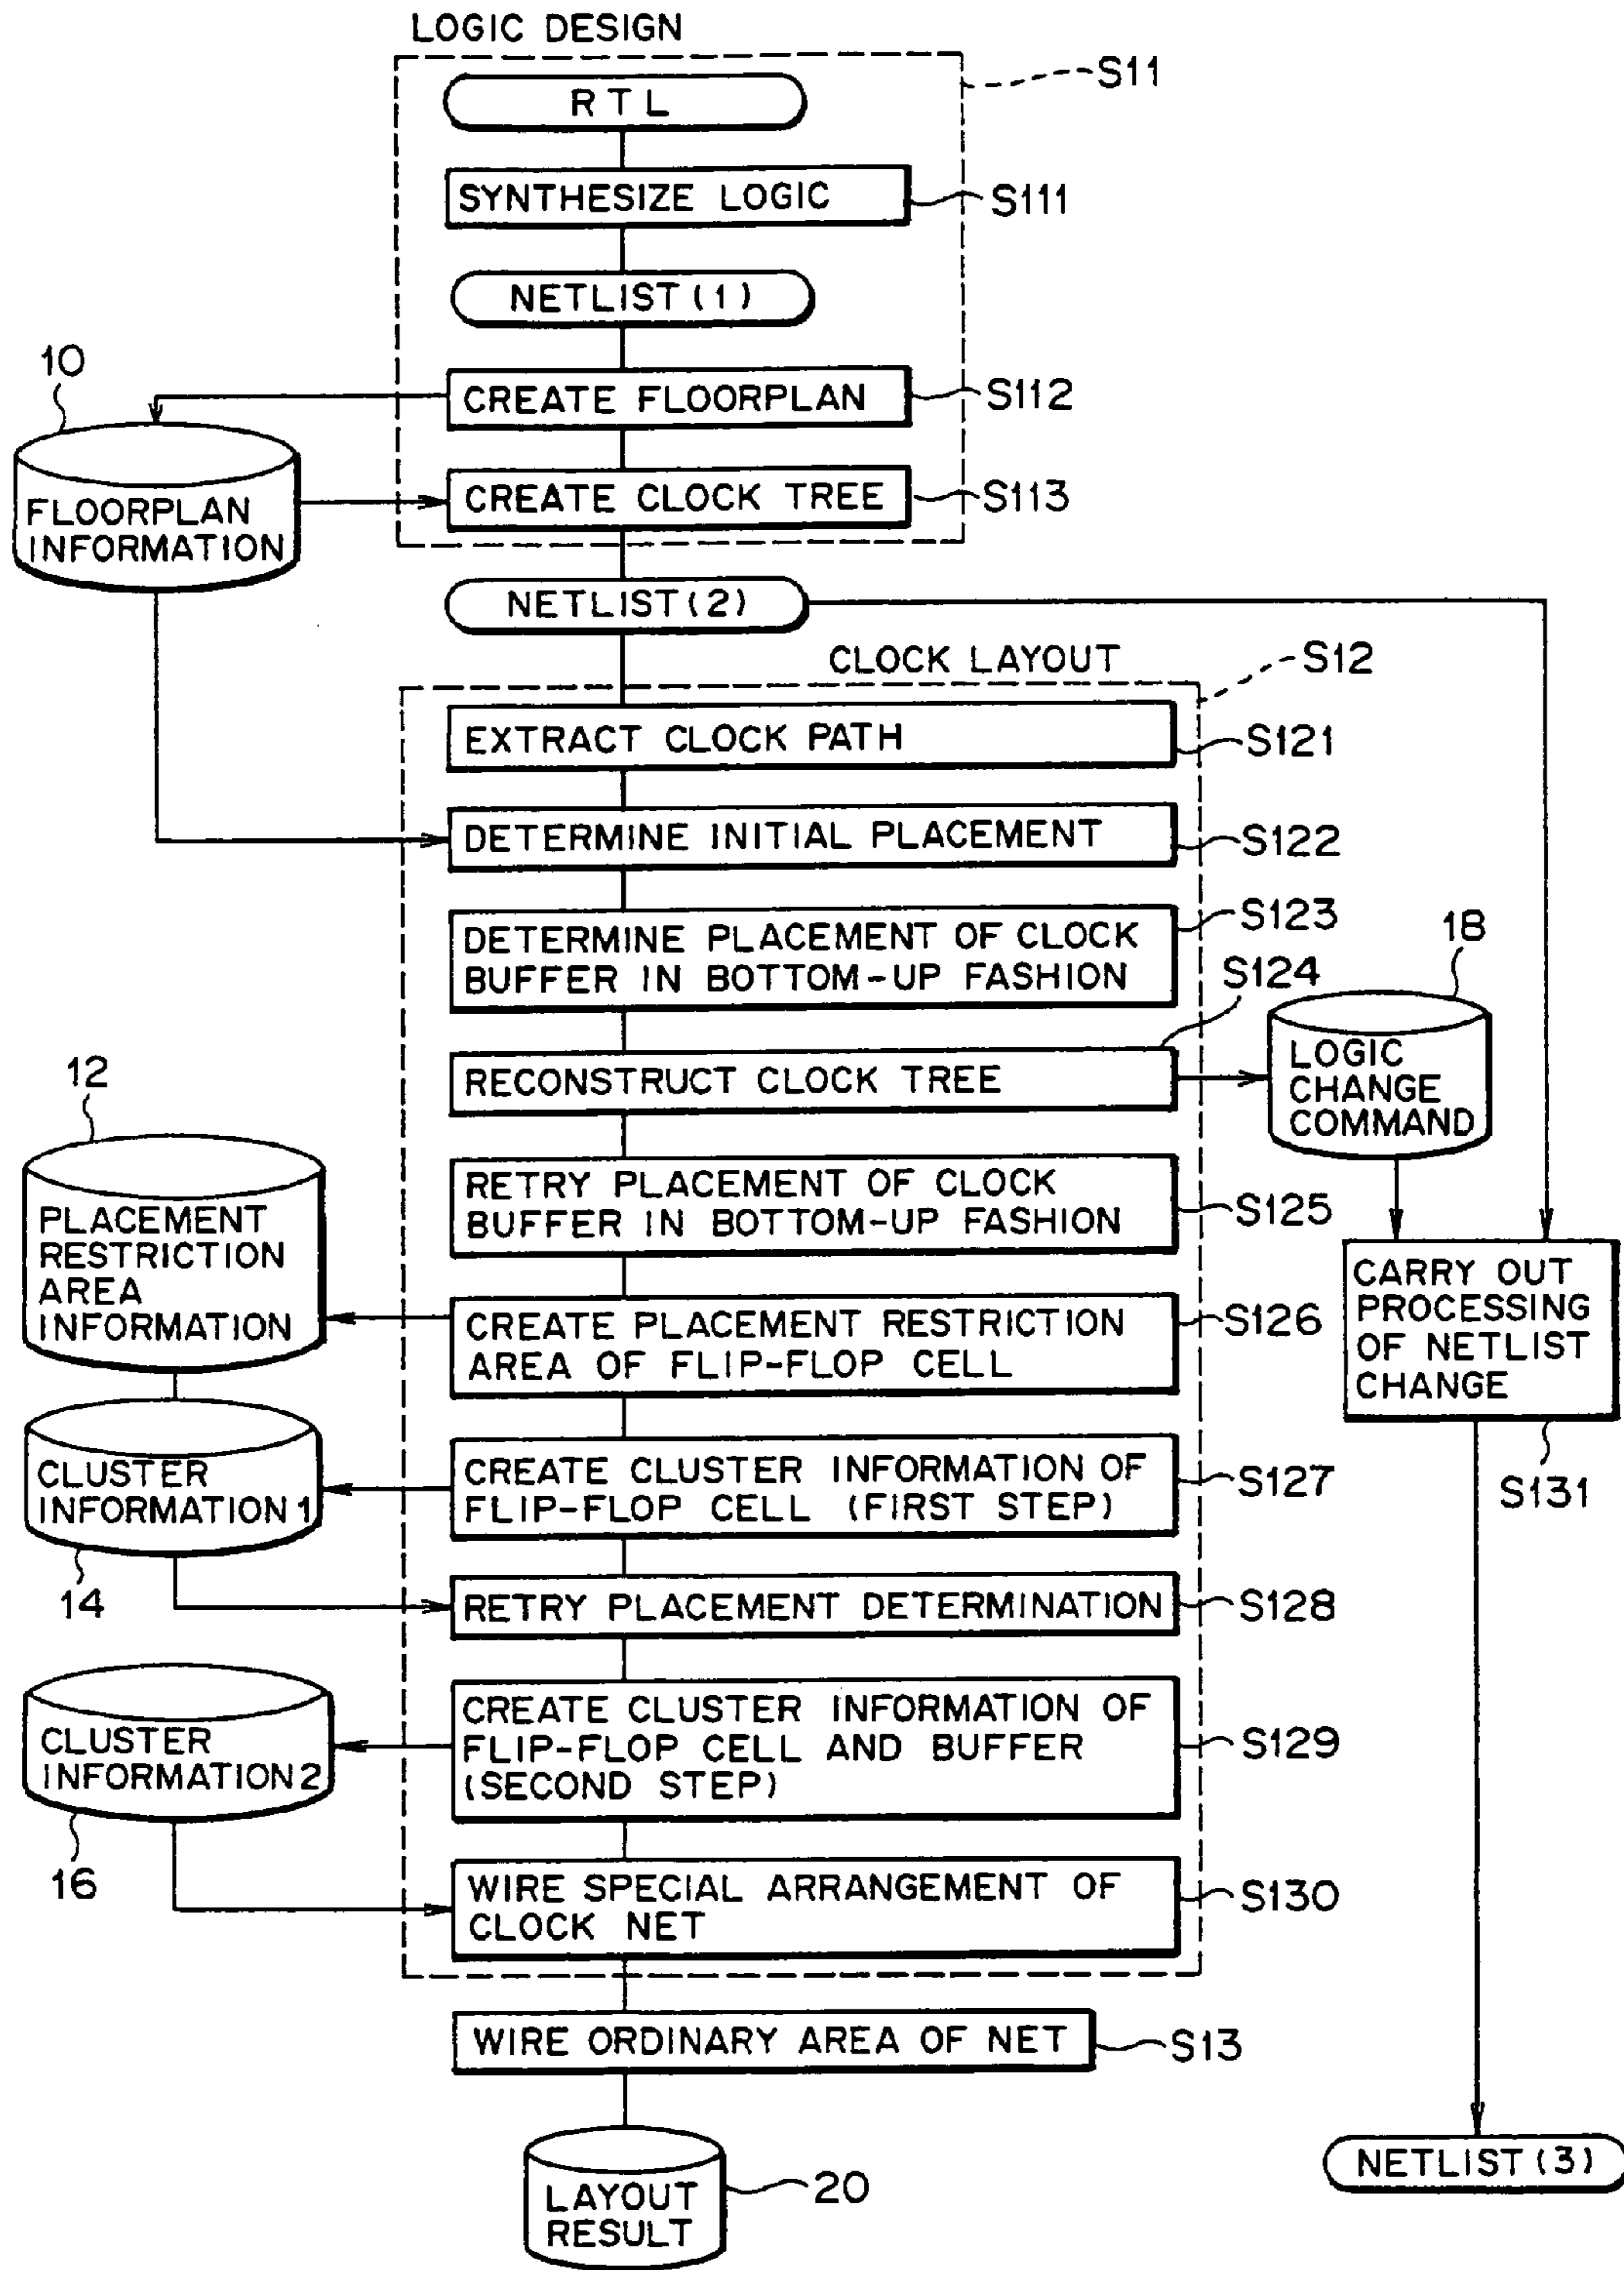 LOGIC DESIGN
S11
RTL
SYNTHESIZE LOGIC
S111
NETLIST(1)
10
CREATE FLOORPLAN
S112
FLOORPLAN
INFORMATION
CREATE CLOCK TREE
S113
NETLIST(2)
CLOCK LAYOUT
S12
EXTRACT CLOCK PATH
S121
DETERMINE INITIAL PLACEMENT
S122
DETERMINE PLACEMENT OF CLOCK
BUFFER IN BOTTOM-UP FASHION
S123
S124
18
RECONSTRUCT CLOCK TREE
LOGIC
CHANGE
COMMAND
12
PLACEMENT
RESTRICTION
AREA
INFORMATION
RETRY PLACEMENT OF CLOCK
BUFFER IN BOTTOM-UP FASHION
S125
CREATE PLACEMENT RESTRICTION
AREA OF FLIP-FLOP CELL
S126
CARRY OUT
PROCESSING
OF NETLIST
CHANGE
S131
CLUSTER
INFORMATION 1
14
CREATE CLUSTER INFORMATION OF
FLIP-FLOP CELL (FIRST STEP)
S127
RETRY PLACEMENT DETERMINATION
S128
CLUSTER
INFORMATION 2
16
CREATE CLUSTER INFORMATION OF
FLIP-FLOP CELL AND BUFFER
(SECOND STEP)
S129
WIRE SPECIAL ARRANGEMENT OF
CLOCK NET
S130
WIRE ORDINARY AREA OF NET
S13
NETLIST(3)
LAYOUT
RESULT
20